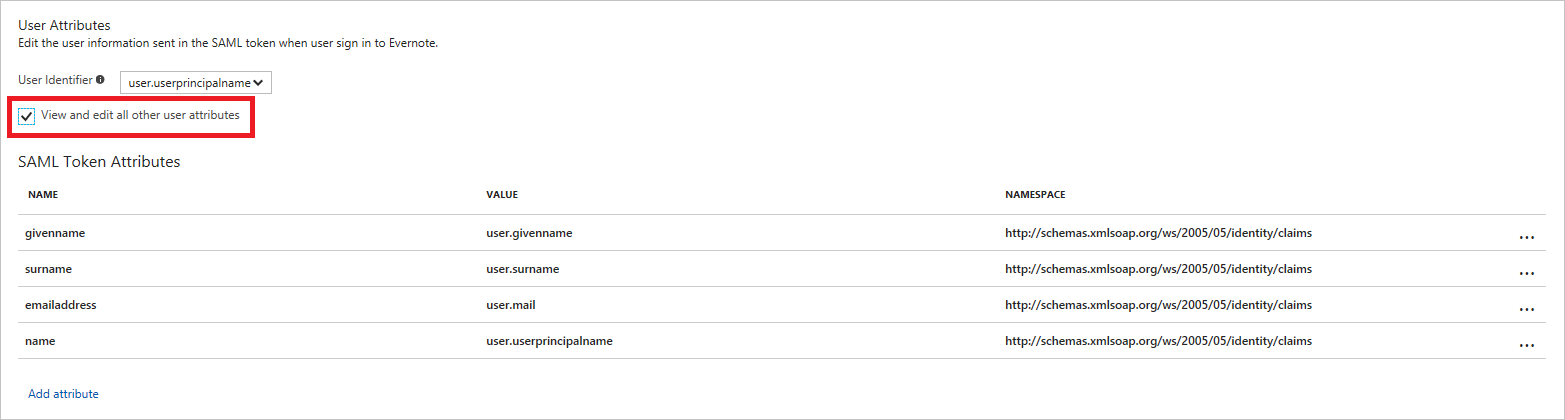 User Attributes
Edit the user information sent in the SAML token when user sign in to Evernote.
User Identifier user.userprincipalname
View and edit all other user attributes
SAML Token Attributes
NAME VALUE NAMESPACE
givenname user.givenname http://schemas.xmlsoap.org/ws/2005/05/identity/claims ...
surname user.surname http://schemas.xmlsoap.org/ws/2005/05/identity/claims ...
emailaddress user.mail http://schemas.xmlsoap.org/ws/2005/05/identity/claims ...
name user.userprincipalname http://schemas.xmlsoap.org/ws/2005/05/identity/claims ...
Add attribute